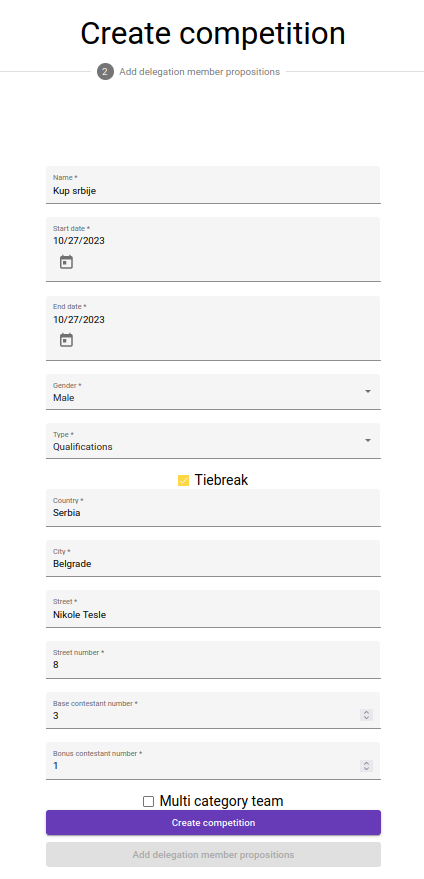 Create competition
2 Add delegation member propositions
Name *
Kup srbije
Start date *
10/27/2023
End date *
10/27/2023
Gender *
Male
Type *
Qualifications
Tiebreak
Country *
Serbia
City *
Belgrade
Street *
Nikole Tesle
Street number *
8
Base contestant number *
3
Bonus contestant number *
1
Multi category team
Create competition
Add delegation member propositions